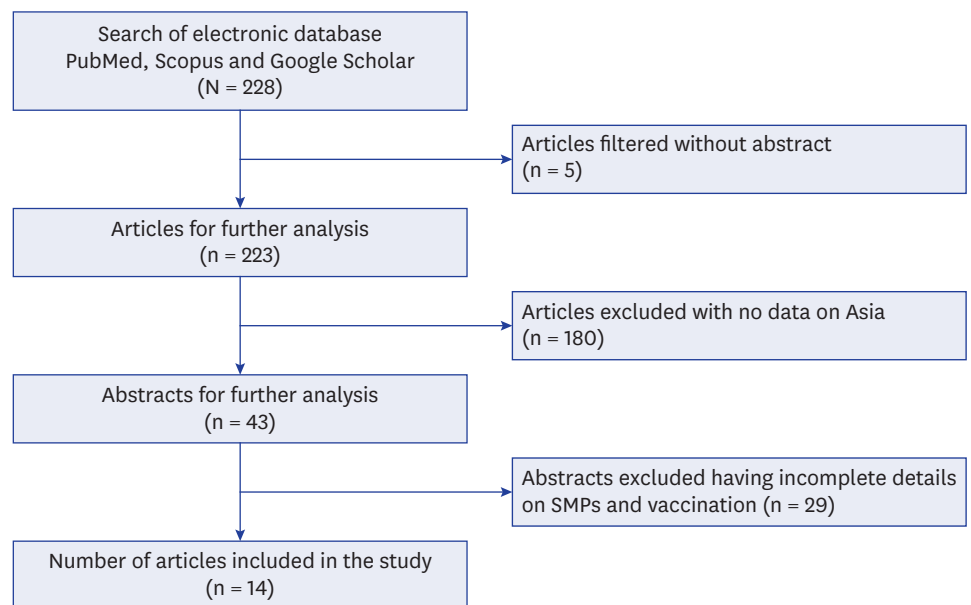 Search of electronic database
PubMed, Scopus and Google Scholar
(N = 228)
Articles filtered without abstract
(n = 5)
Articles for further analysis
(n = 223)
Articles excluded with no data on Asia
(n = 180)
Abstracts for further analysis
(n = 43)
Abstracts excluded having incomplete details
on SMPs and vaccination (n = 29)
Number of articles included in the study
(n = 14)